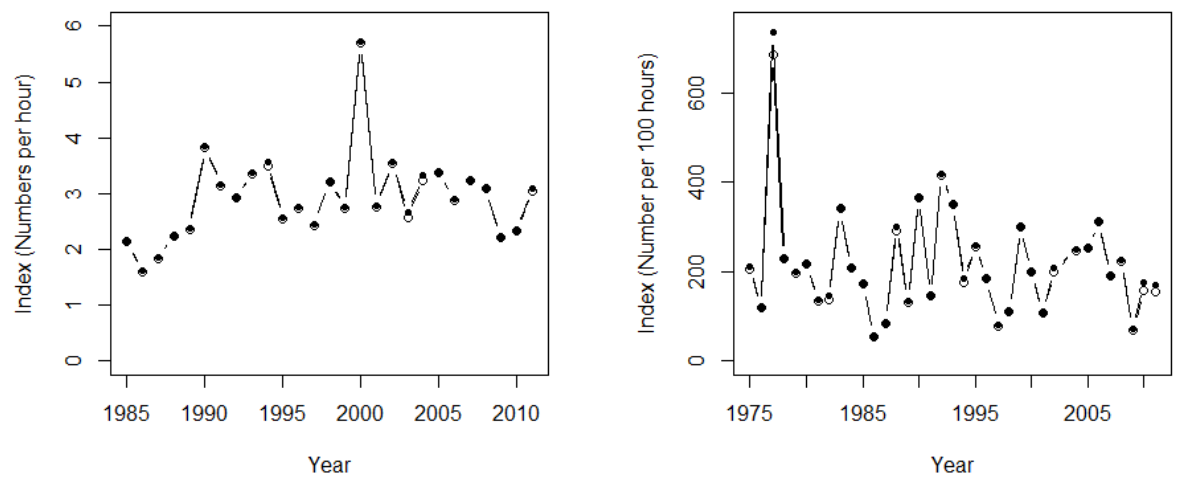 Index (Numbers per hour)
6
5
4
3
2
1
0
1985 1990 1995 2000 2005 2010
Year
Index (Number per 100 hours)
600
400
200
0
1975 1985 1995 2005
Year